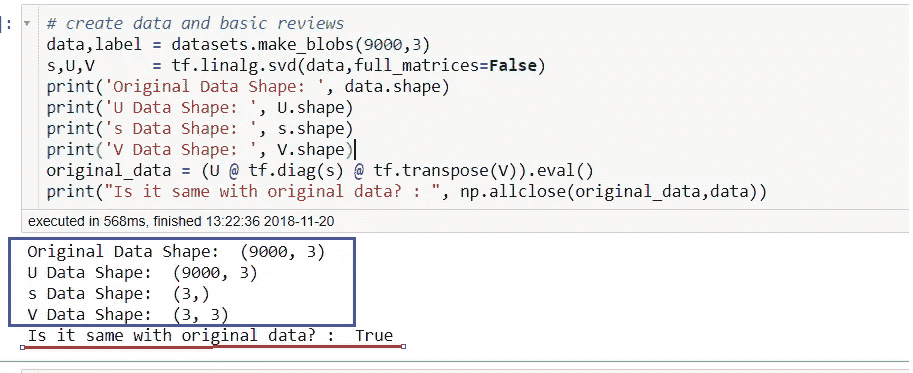 ]:
# create data and basic reviews
data,label = datasets.make_blobs(9000,3)
s,U,V      = tf.linalg.svd(data,full_matrices=False)
print('Original Data Shape: ', data.shape)
print('U Data Shape: ', U.shape)
print('s Data Shape: ', s.shape)
print('V Data Shape: ', V.shape)
original_data = (U @ tf.diag(s) @ tf.transpose(V)).eval()
print("Is it same with original data? : ", np.allclose(original_data,data))
executed in 568ms, finished 13:22:36 2018-11-20
Original Data Shape:  (9000, 3)
U Data Shape:  (9000, 3)
s Data Shape:  (3,)
V Data Shape:  (3, 3)
Is it same with original data? :  True